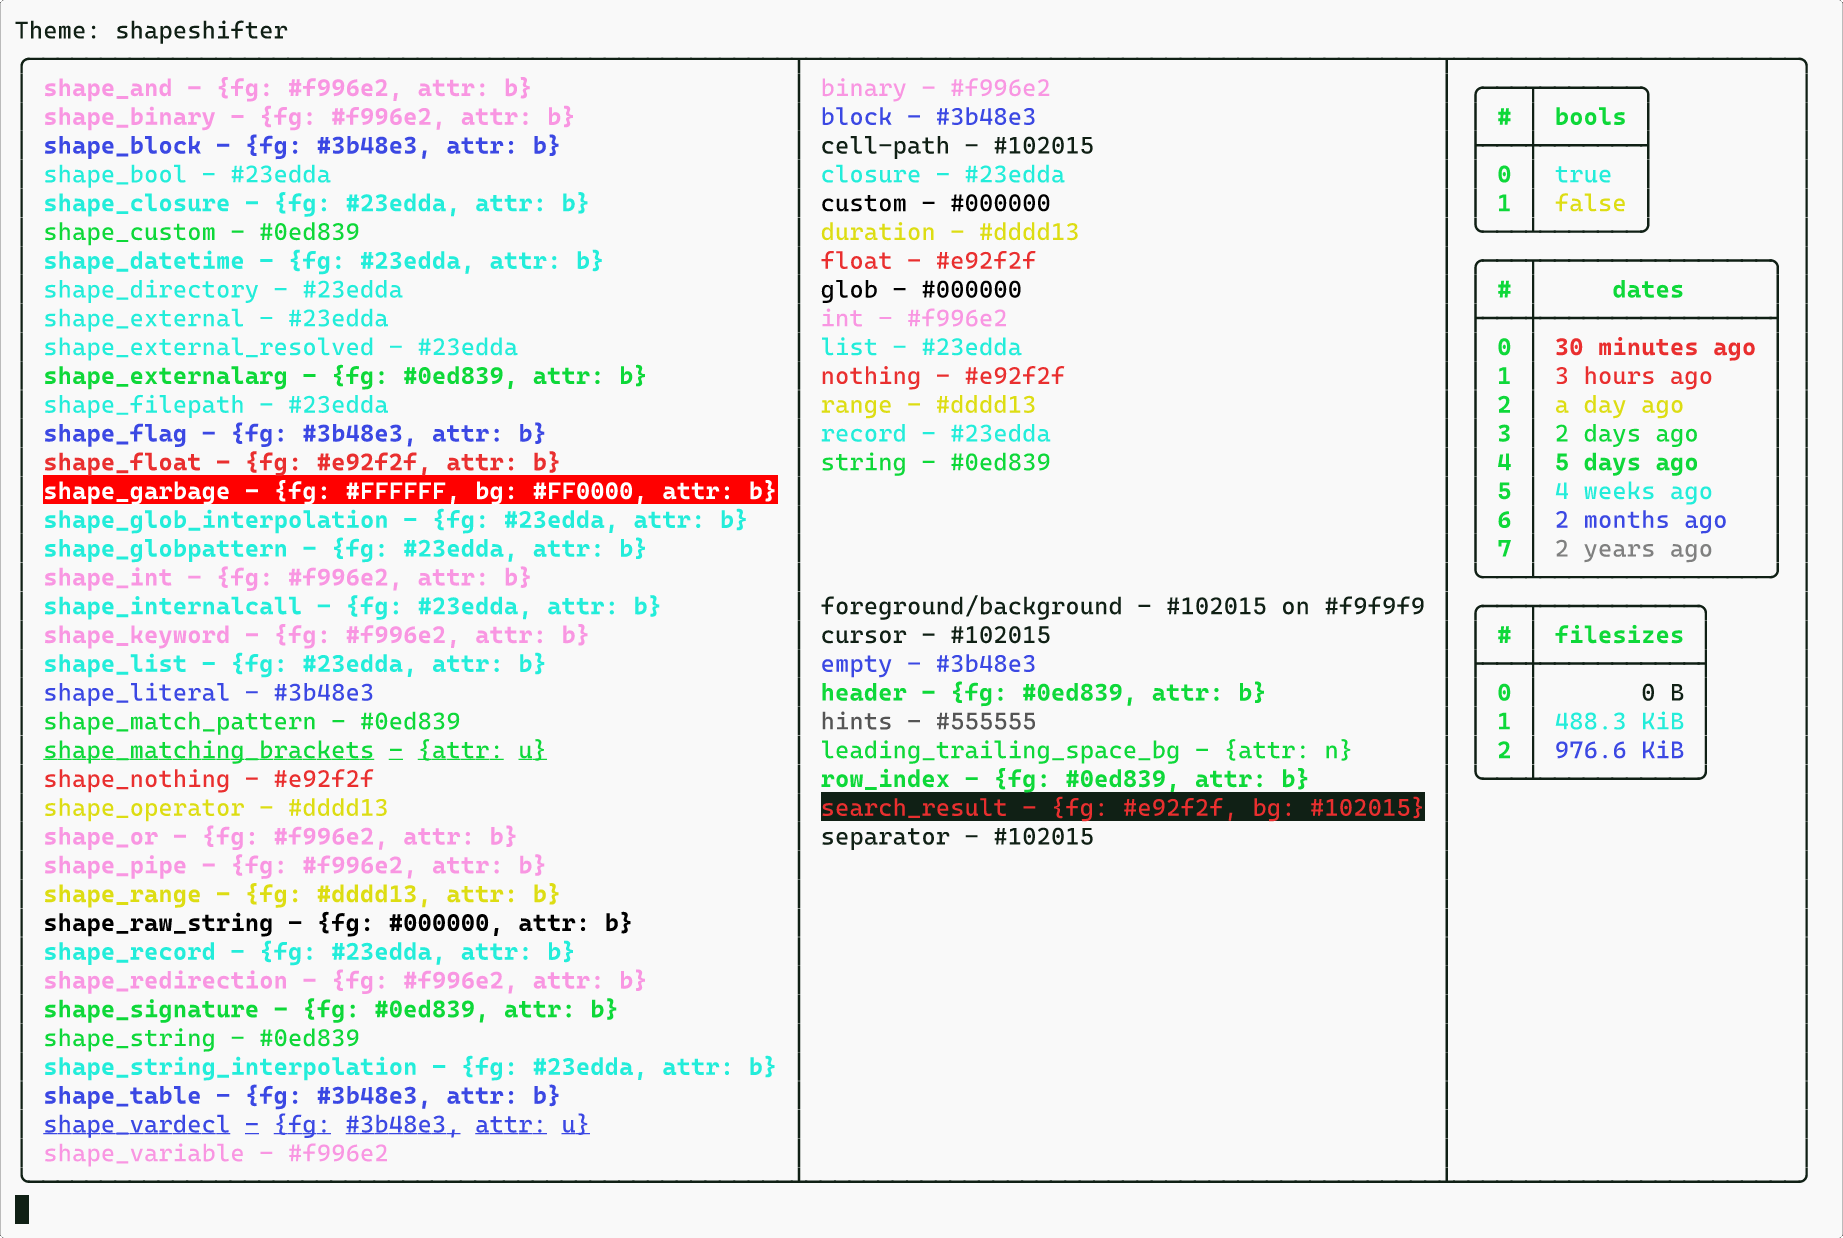 Theme: shapeshifter
shape_and - {fg: #f996e2, attr: b}
shape_binary - {fg: #f996e2, attr: b}
shape_block - {fg: #3b48e3, attr: b}
shape_bool - #23edda
shape_closure - {fg: #23edda, attr: b}
shape_custom - #0ed839
shape_datetime - {fg: #23edda, attr: b}
shape_directory - #23edda
shape_external - #23edda
shape_external_resolved - #23edda
shape_externalarg - {fg: #0ed839, attr: b}
shape_filepath - #23edda
shape_flag - {fg: #3b48e3, attr: b}
shape_float - {fg: #e92f2f, attr: b}
shape_garbage - {fg: #FFFFFF, bg: #FF0000, attr: b}
shape_glob_interpolation - {fg: #23edda, attr: b}
shape_globpattern - {fg: #23edda, attr: b}
shape_int - {fg: #f996e2, attr: b}
shape_internalcall - {fg: #23edda, attr: b}
shape_keyword - {fg: #f996e2, attr: b}
shape_list - {fg: #23edda, attr: b}
shape_literal - #3b48e3
shape_match_pattern - #0ed839
shape_matching_brackets - {attr: u}
shape_nothing - #e92f2f
shape_operator - #dddd13
shape_or - {fg: #f996e2, attr: b}
shape_pipe - {fg: #f996e2, attr: b}
shape_range - {fg: #dddd13, attr: b}
shape_raw_string - {fg: #000000, attr: b}
shape_record - {fg: #23edda, attr: b}
shape_redirection - {fg: #f996e2, attr: b}
shape_signature - {fg: #0ed839, attr: b}
shape_string - #0ed839
shape_string_interpolation - {fg: #23edda, attr: b}
shape_table - {fg: #3b48e3, attr: b}
shape_vardecl - {fg: #3b48e3, attr: u}
shape_variable - #f996e2
binary - #f996e2
block - #3b48e3
cell-path - #102015
closure - #23edda
custom - #000000
duration - #dddd13
float - #e92f2f
glob - #000000
int - #f996e2
list - #23edda
nothing - #e92f2f
range - #dddd13
record - #23edda
string - #0ed839
foreground/background - #102015 on #f9f9f9
cursor - #102015
empty - #3b48e3
header - {fg: #0ed839, attr: b}
hints - #555555
leading_trailing_space_bg - {attr: n}
row_index - {fg: #0ed839, attr: b}
search_result - {fg: #e92f2f, bg: #102015}
separator - #102015
# bools
0 true
1 false
# dates
0 30 minutes ago
1 3 hours ago
2 a day ago
3 2 days ago
4 5 days ago
5 4 weeks ago
6 2 months ago
7 2 years ago
# filesizes
0 0 B
1 488.3 KiB
2 976.6 KiB